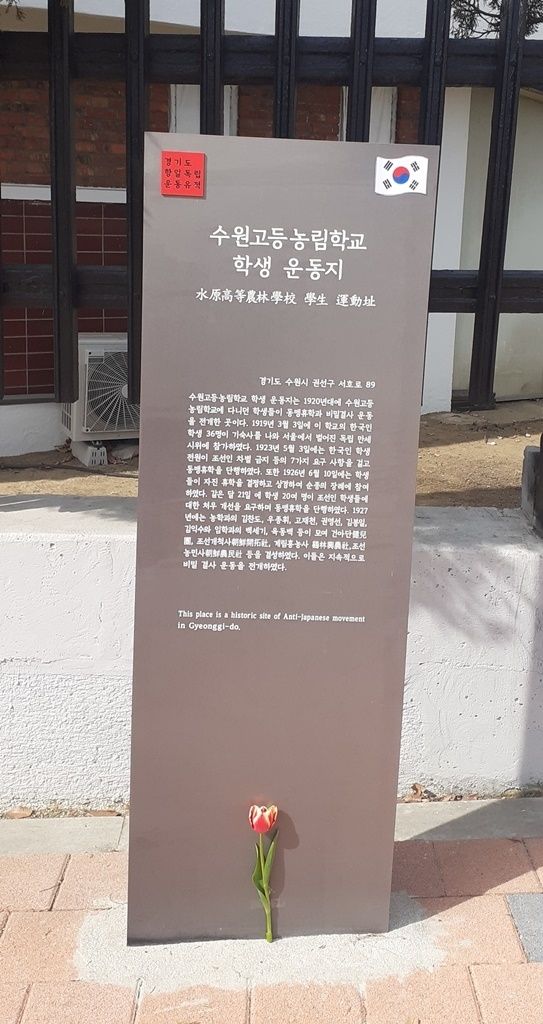 경기도
항일독립
운동유적
수원고등농림학교
학생 운동지
水原高等農林學校 學生 運動址
경기도 수원시 권선구 서호로 89
수원고등농림학교 학생 운동지는 1920년대에 수원고등
농림학교에 다니던 학생들이 동맹휴학과 비밀결사 운동
을 전개한 곳이다. 1919년 3월 3일에 이 학교의 한국인
학생 36명이 기숙사를 나와 서울에서 벌어진 독립 만세
시위에 참가하였다. 1923년 5월 3일에는 한국인 학생
전원이 조선인 차별 금지 등의 7가지 요구 사항을 걸고
동맹휴학을 단행하였다. 또한 1926년 6월 10일에는 학생
들이 자진 휴학을 결정하고 상경하여 순종의 장례에 참여
하였다. 같은 달 21일 에 학생 20여 명이 조선인 학생들에
대한 처우 개선을 요구하며 동맹휴학을 단행하였다. 1927
년에는 농학과의 김찬도, 우종휘, 고재천, 권영선, 김봉일,
김익수와 임학과의 백세기, 육동백 등이 모여 건아단健兒
團, 조선개척사朝鮮開拓社, 계림흥농사 鷄林興農社, 조선
농민사朝鮮農民社 등을 결성하였다. 이들은 지속적으로
비밀 결사 운동을 전개하였다.
This place is a historic site of Anti-Japanese movement
in Gyeonggi-do.